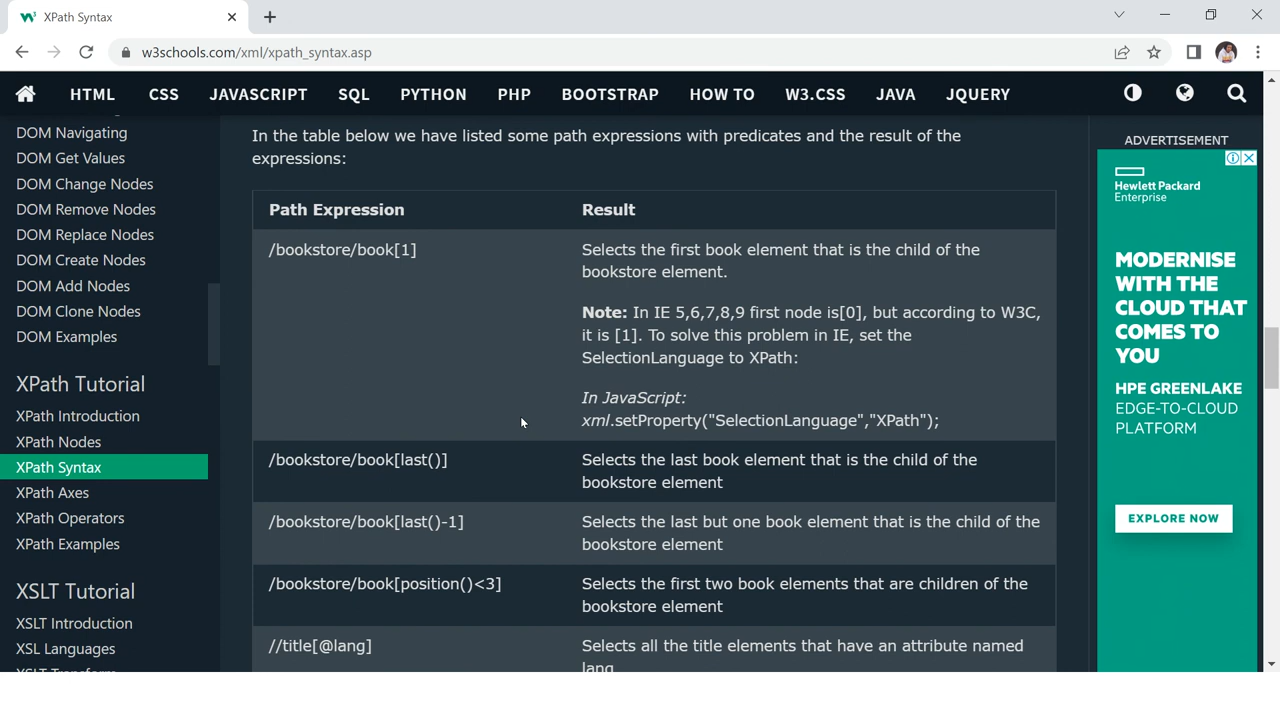 XPath Syntax
w3schools.com/xml/xpath_syntax.asp
HTML CSS JAVASCRIPT SQL PYTHON PHP BOOTSTRAP HOW TO W3.CSS JAVA JQUERY
DOM Navigating
DOM Get Values
DOM Change Nodes
DOM Remove Nodes
DOM Replace Nodes
DOM Create Nodes
DOM Add Nodes
DOM Clone Nodes
DOM Examples
XPath Tutorial
XPath Introduction
XPath Nodes
XPath Syntax
XPath Axes
XPath Operators
XPath Examples
XSLT Tutorial
XSLT Introduction
XSL Languages
XSLT Transform
In the table below we have listed some path expressions with predicates and the result of the
expressions:
Path Expression Result
/bookstore/book[1] Selects the first book element that is the child of the
bookstore element.
Note: In IE 5,6,7,8,9 first node is[0], but according to W3C,
it is [1]. To solve this problem in IE, set the
SelectionLanguage to XPath:
In JavaScript:
xml.setProperty("SelectionLanguage","XPath");
/bookstore/book[last()] Selects the last book element that is the child of the
bookstore element
/bookstore/book[last()-1] Selects the last but one book element that is the child of the
bookstore element
/bookstore/book[position()<3] Selects the first two book elements that are children of the
bookstore element
//title[@lang] Selects all the title elements that have an attribute named
lang
ADVERTISEMENT
Hewlett Packard
Enterprise
MODERNISE
WITH THE
CLOUD THAT
COMES TO
YOU
HPE GREENLAKE
EDGE-TO-CLOUD
PLATFORM
EXPLORE NOW